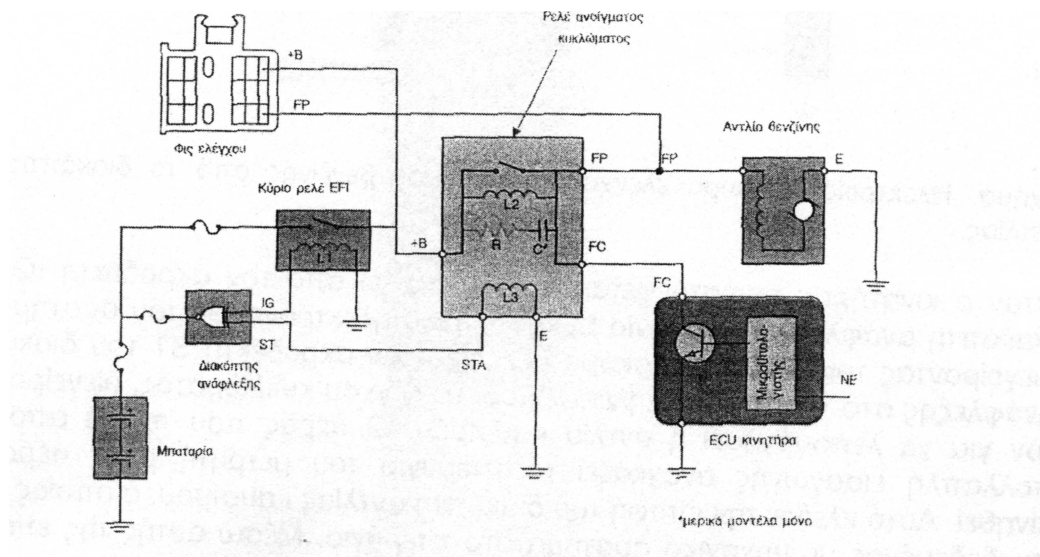 Ρελέ ανοίγματος
κυκλώματος
+B
FP
Φις ελέγχου
Αντλία βενζίνης
FP
FP
E
Κύριο ρελέ EFI
L2
R
C
+B
FC
L1
L3
FC
IG
ST
STA
E
Διακόπτης
ανάφλεξης
Μικροϋπολο-
γιστής
NE
Μπαταρία
ECU κινητήρα
*μερικά μοντέλα μόνο